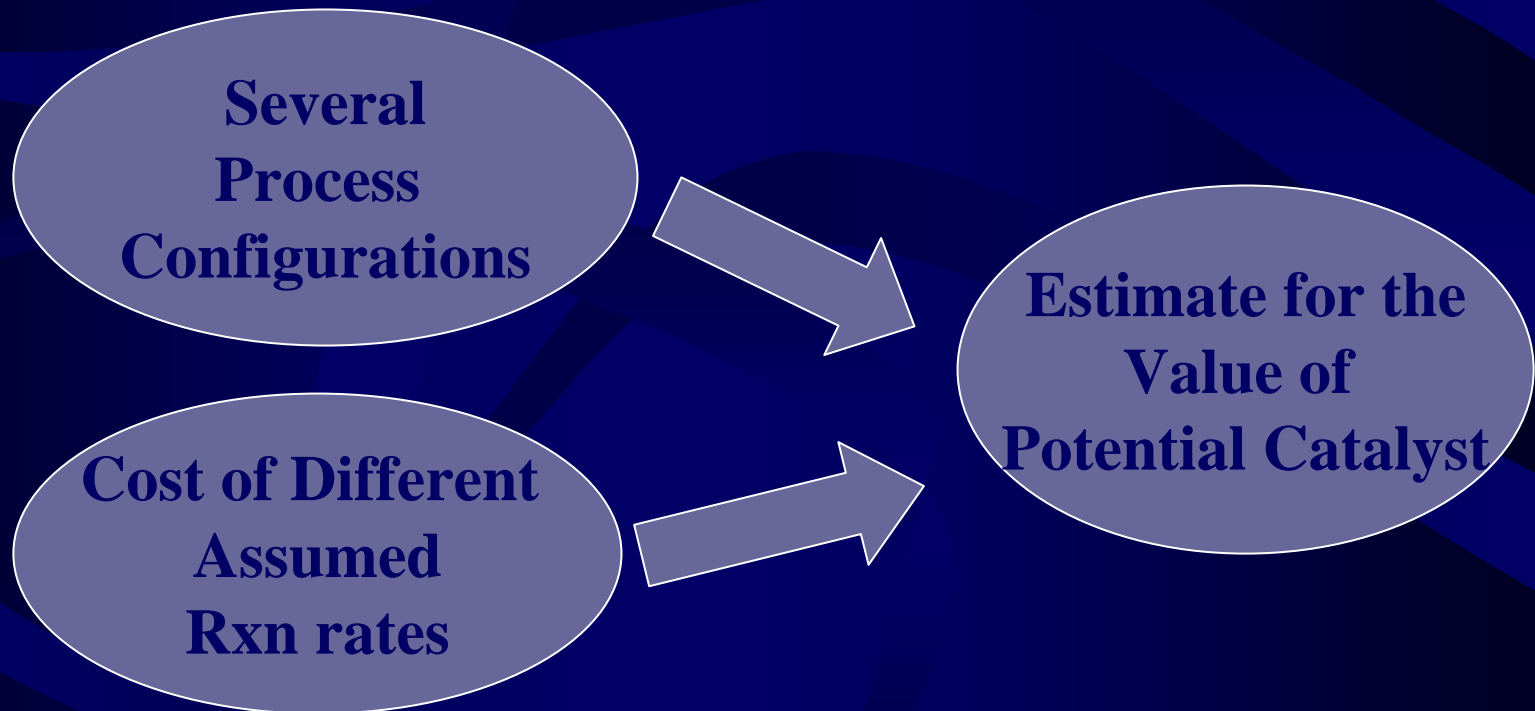 Several
Process
Configurations
Cost of Different
Assumed
Rxn rates
Estimate for the
Value of
Potential Catalyst